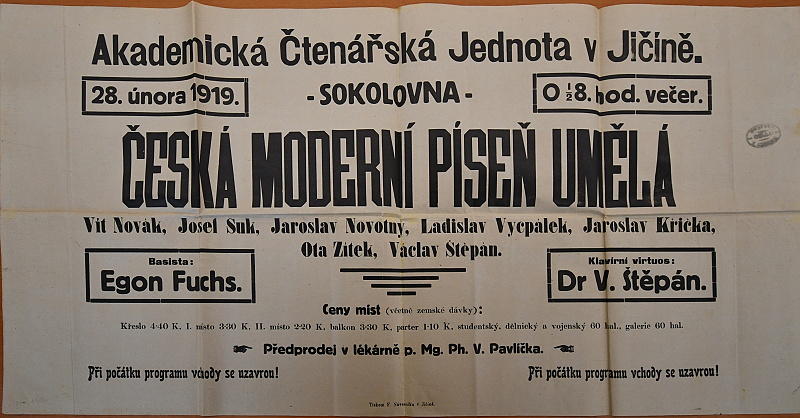 Akademická Čtenářská Jednota v Jičíně.
28. února 1919.
- SOKOLOVNA -
O ½8. hod. večer.
ČESKÁ MODERNÍ PÍSEŇ UMĚLÁ
Vít Novák, Josef Suk, Jaroslav Novotný, Ladislav Vycpálek, Jaroslav Křička,
Ota Zítek, Václav Štěpán.
Basista:
Egon Fuchs.
Klavírní virtuos:
Dr V. Štěpán.
Ceny míst (včetně zemské dávky):
Křeslo 4·40 K, I. místo 3·30 K, II. místo 2·20 K, balkon 3·30 K, parter 1·10 K, studentský, dělnický a vojenský 60 hal., galerie 60 hal.
Předprodej v lékárně p. Mg. Ph. V. Pavlíčka.
Při počátku programu vchody se uzavrou!
Při počátku programu vchody se uzavrou!
Tiskem F. v Jičíně.